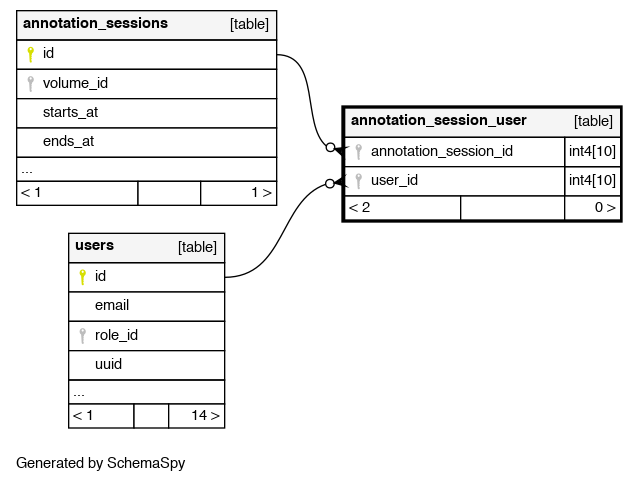 annotation_sessions [table]
id
volume_id
starts_at
ends_at
...
< 1 1 >
annotation_session_user [table]
annotation_session_id int4[10]
user_id int4[10]
< 2 0 >
users [table]
id
email
role_id
uuid
...
< 1 14 >
Generated by SchemaSpy